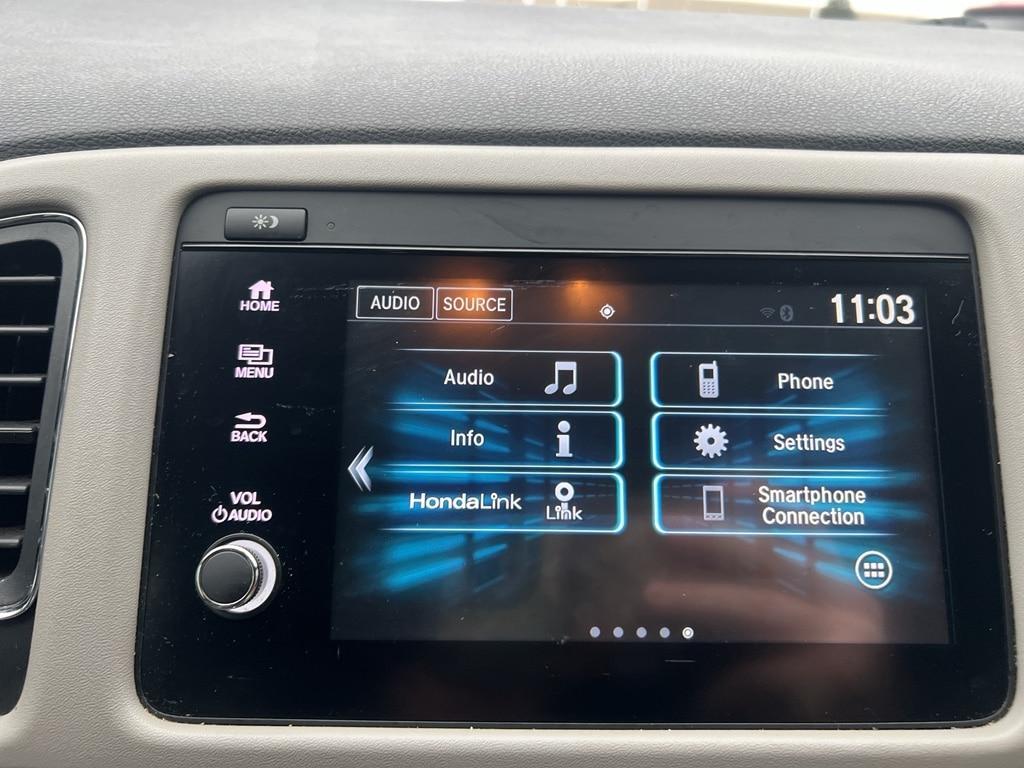 HOME
MENU
BACK
VOL
AUDIO
AUDIO SOURCE 11:03
Audio
Info
HondaLink Link
Phone
Settings
Smartphone
Connection